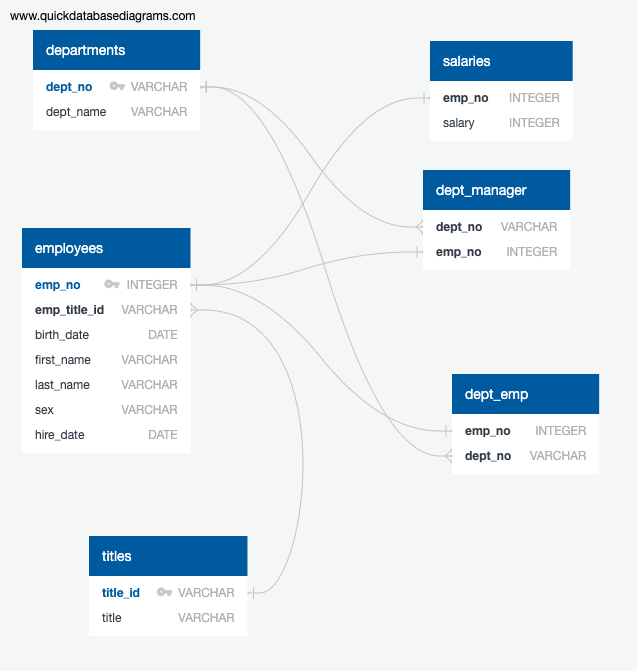 www.quickdatabasediagrams.com
departments
dept_no VARCHAR
dept_name VARCHAR
salaries
emp_no INTEGER
salary INTEGER
dept_manager
dept_no VARCHAR
emp_no INTEGER
employees
emp_no INTEGER
emp_title_id VARCHAR
birth_date DATE
first_name VARCHAR
last_name VARCHAR
sex VARCHAR
hire_date DATE
dept_emp
emp_no INTEGER
dept_no VARCHAR
titles
title_id VARCHAR
title VARCHAR